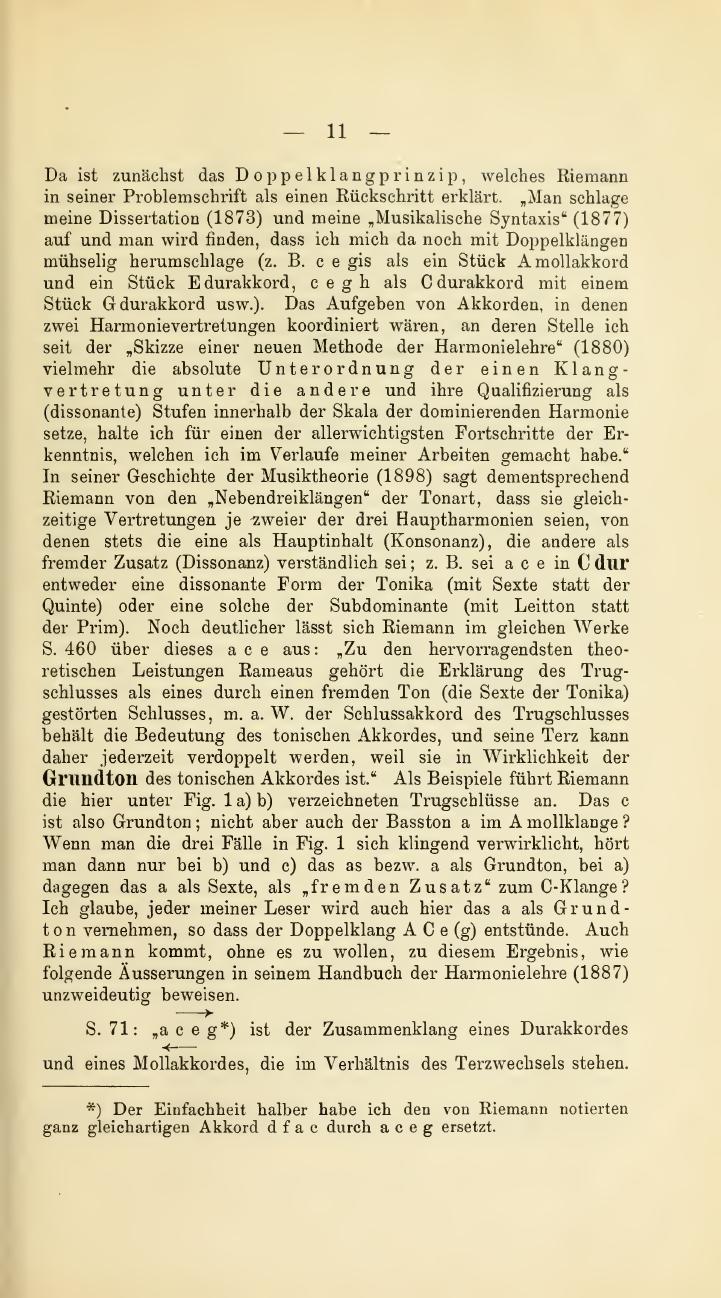 — 11 —
Da ist zunächst das Doppelklangprinzip, welches Riemann
in seiner Problemschrift als einen Rückschritt erklärt. „Man schlage
meine Dissertation (1873) und meine „Musikalische Syntaxis“ (1877)
auf und man wird finden, dass ich mich da noch mit Doppelklängen
mühselig herumschlage (z. B. c e gis als ein Stück A mollakkord
und ein Stück E durakkord, c e g h als C durakkord mit einem
Stück G durakkord usw.). Das Aufgeben von Akkorden, in denen
zwei Harmonievertretungen koordiniert wären, an deren Stelle ich
seit der „Skizze einer neuen Methode der Harmonielehre“ (1880)
vielmehr die absolute Unterordnung der einen Klang-
vertretung unter die andere und ihre Qualifizierung als
(dissonante) Stufen innerhalb der Skala der dominierenden Harmonie
setze, halte ich für einen der allerwichtigsten Fortschritte der Er-
kenntnis, welchen ich im Verlaufe meiner Arbeiten gemacht habe.“
In seiner Geschichte der Musiktheorie (1898) sagt dementsprechend
Riemann von den „Nebendreiklängen“ der Tonart, dass sie gleich-
zeitige Vertretungen je zweier der drei Hauptharmonien seien, von
denen stets die eine als Hauptinhalt (Konsonanz), die andere als
fremder Zusatz (Dissonanz) verständlich sei; z. B. sei a c e in C dur
entweder eine dissonante Form der Tonika (mit Sexte statt der
Quinte) oder eine solche der Subdominante (mit Leitton statt
der Prim). Noch deutlicher lässt sich Riemann im gleichen Werke
S. 460 über dieses a c e aus: „Zu den hervorragendsten theo-
retischen Leistungen Rameaus gehört die Erklärung des Trug-
schlusses als eines durch einen fremden Ton (die Sexte der Tonika)
gestörten Schlusses, m. a. W. der Schlussakkord des Trugschlusses
behält die Bedeutung des tonischen Akkordes, und seine Terz kann
daher jederzeit verdoppelt werden, weil sie in Wirklichkeit der
Grundton des tonischen Akkordes ist.“ Als Beispiele führt Riemann
die hier unter Fig. 1 a) b) verzeichneten Trugschlüsse an. Das c
ist also Grundton; nicht aber auch der Basston a im A mollklange?
Wenn man die drei Fälle in Fig. 1 sich klingend verwirklicht, hört
man dann nur bei b) und c) das as bezw. a als Grundton, bei a)
dagegen das a als Sexte, als „fremden Zusatz“ zum C-Klange?
Ich glaube, jeder meiner Leser wird auch hier das a als Grund-
ton vernehmen, so dass der Doppelklang A C e (g) entstünde. Auch
Riemann kommt, ohne es zu wollen, zu diesem Ergebnis, wie
folgende Äusserungen in seinem Handbuch der Harmonielehre (1887)
unzweideutig beweisen.
S. 71: „a c e g*) ist der Zusammenklang eines Durakkordes
und eines Mollakkordes, die im Verhältnis des Terzwechsels stehen.
*) Der Einfachheit halber habe ich den von Riemann notierten
ganz gleichartigen Akkord d f a c durch a c e g ersetzt.